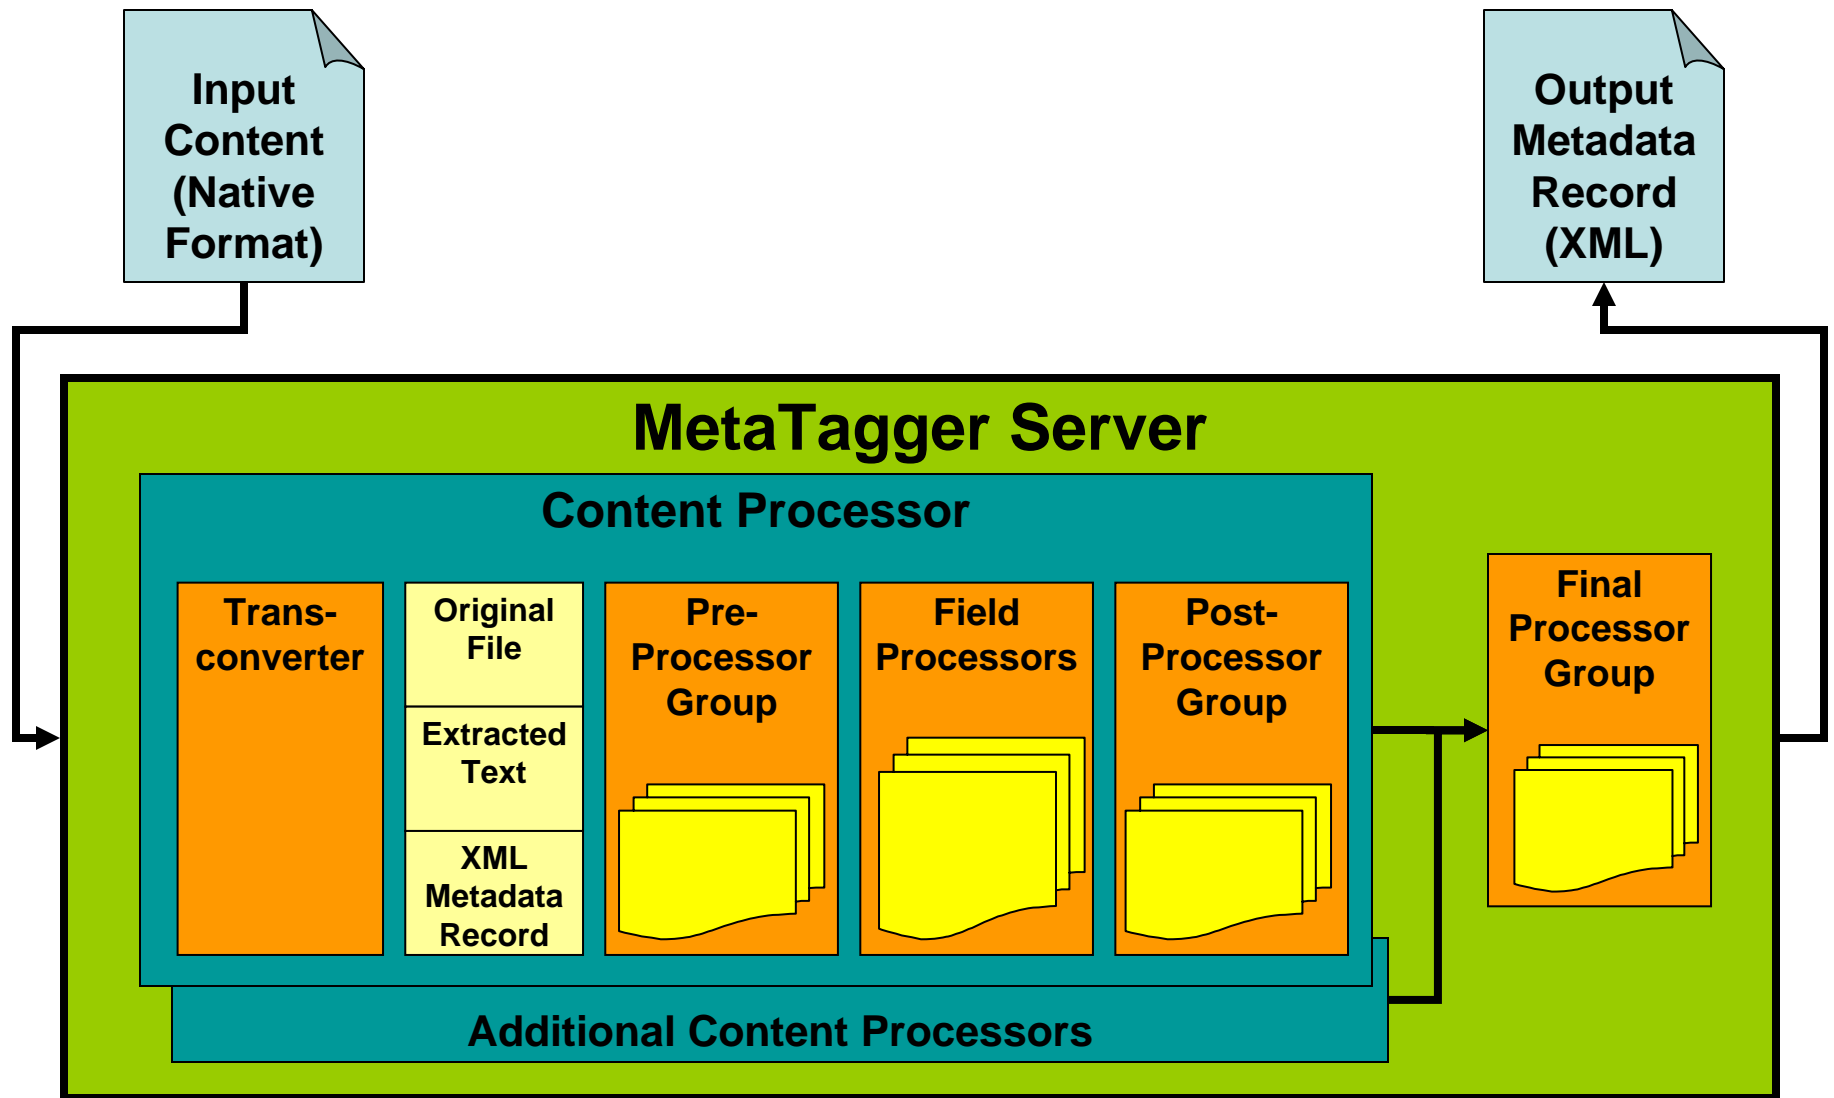 Input
Content
(Native
Format)
Output
Metadata
Record
(XML)
MetaTagger Server
Content Processor
Trans-
converter
Original
File
Extracted
Text
XML
Metadata
Record
Pre-
Processor
Group
Field
Processors
Post-
Processor
Group
Final
Processor
Group
Additional Content Processors